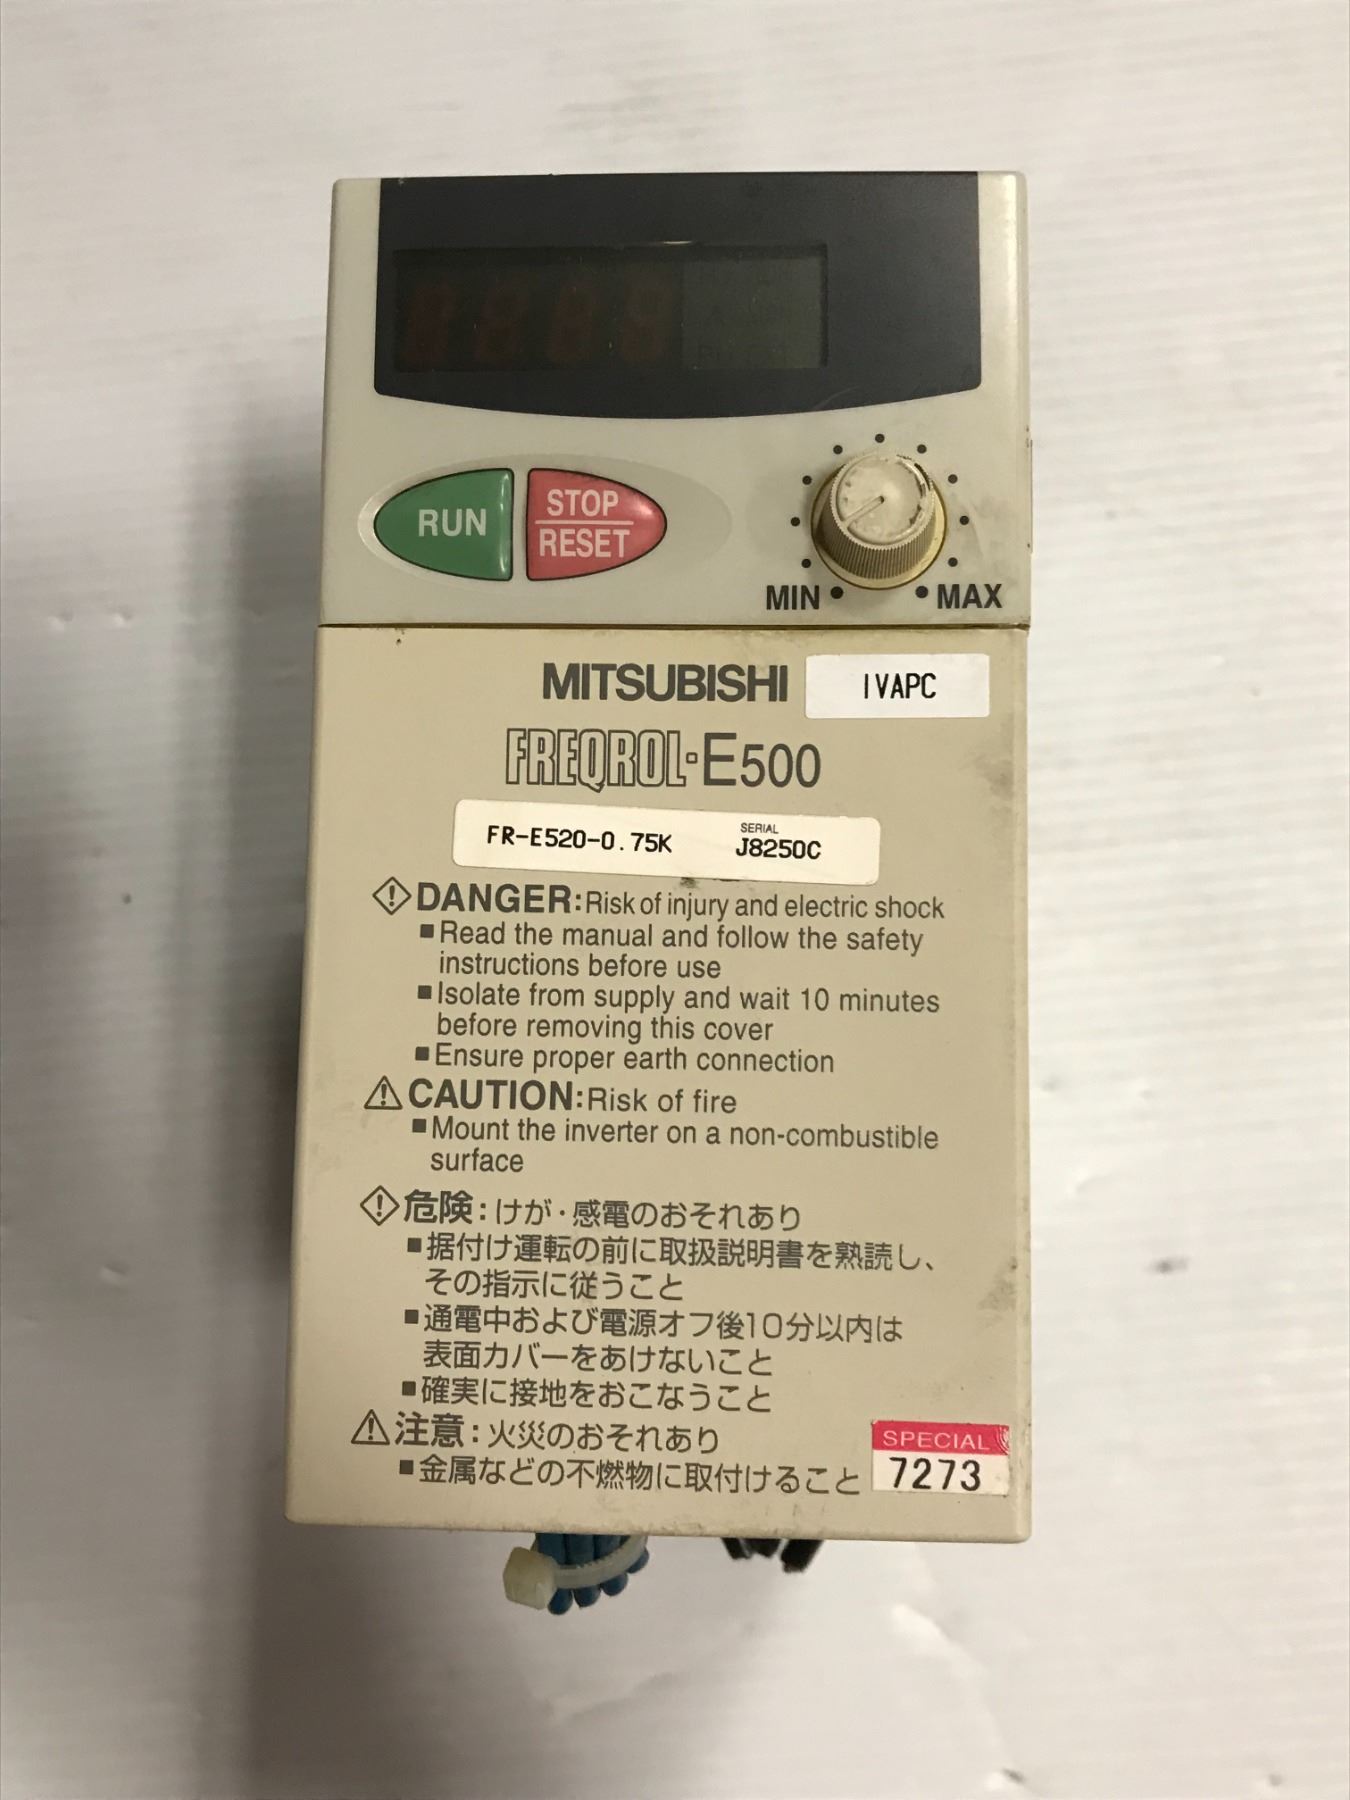 RUN
STOP
RESET
MIN
MAX
MITSUBISHI
IVAPC
FREQROL-E500
SERIAL
FR-E520-0.75K J8250C
DANGER:Risk of injury and electric shock
■Read the manual and follow the safety
instructions before use
■Isolate from supply and wait 10 minutes
before removing this cover
■Ensure proper earth connection
CAUTION:Risk of fire
■Mount the inverter on a non-combustible
surface
危険：けが・感電のおそれあり
■据付け運転の前に取扱説明書を熟読し、
その指示に従うこと
■通電中および電源オフ後10分以内は
表面カバーをあけないこと
■確実に接地をおこなうこと
注意：火災のおそれあり
■金属などの不燃物に取付けること
SPECIAL
7273